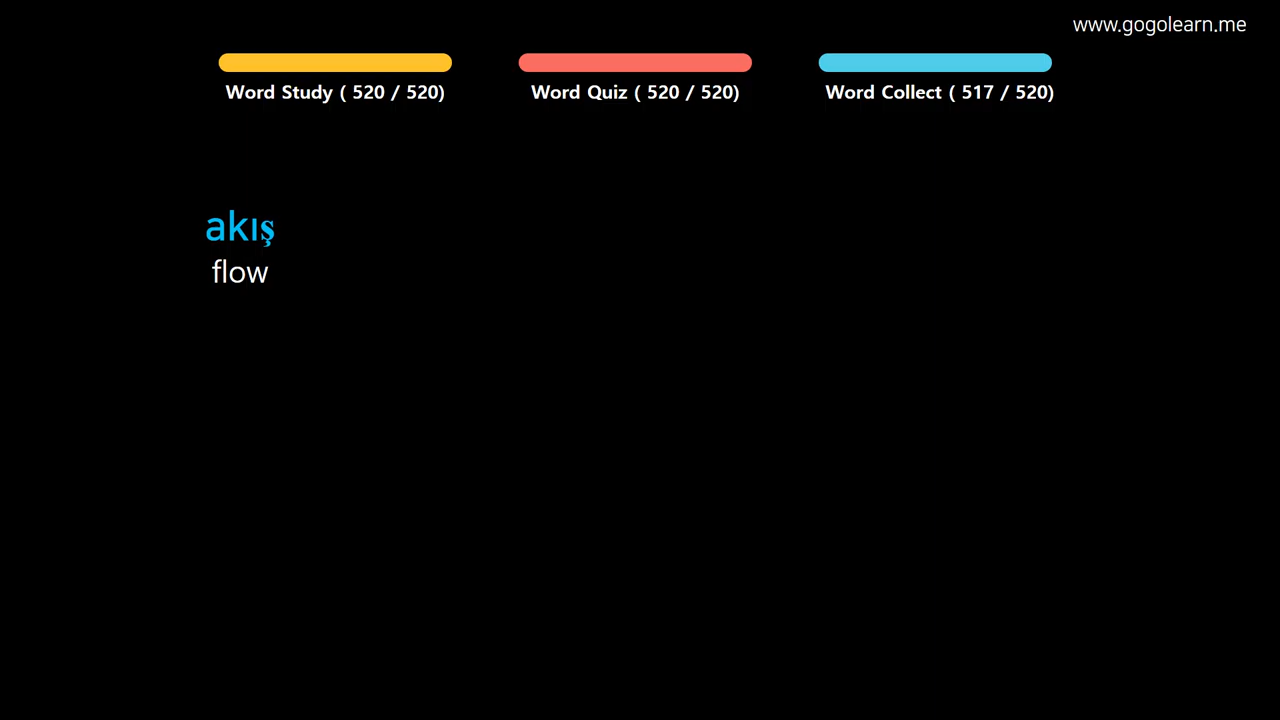 www.gogolearn.me
Word Study ( 520 / 520)
Word Quiz ( 520 / 520)
Word Collect ( 517 / 520)
akış
flow